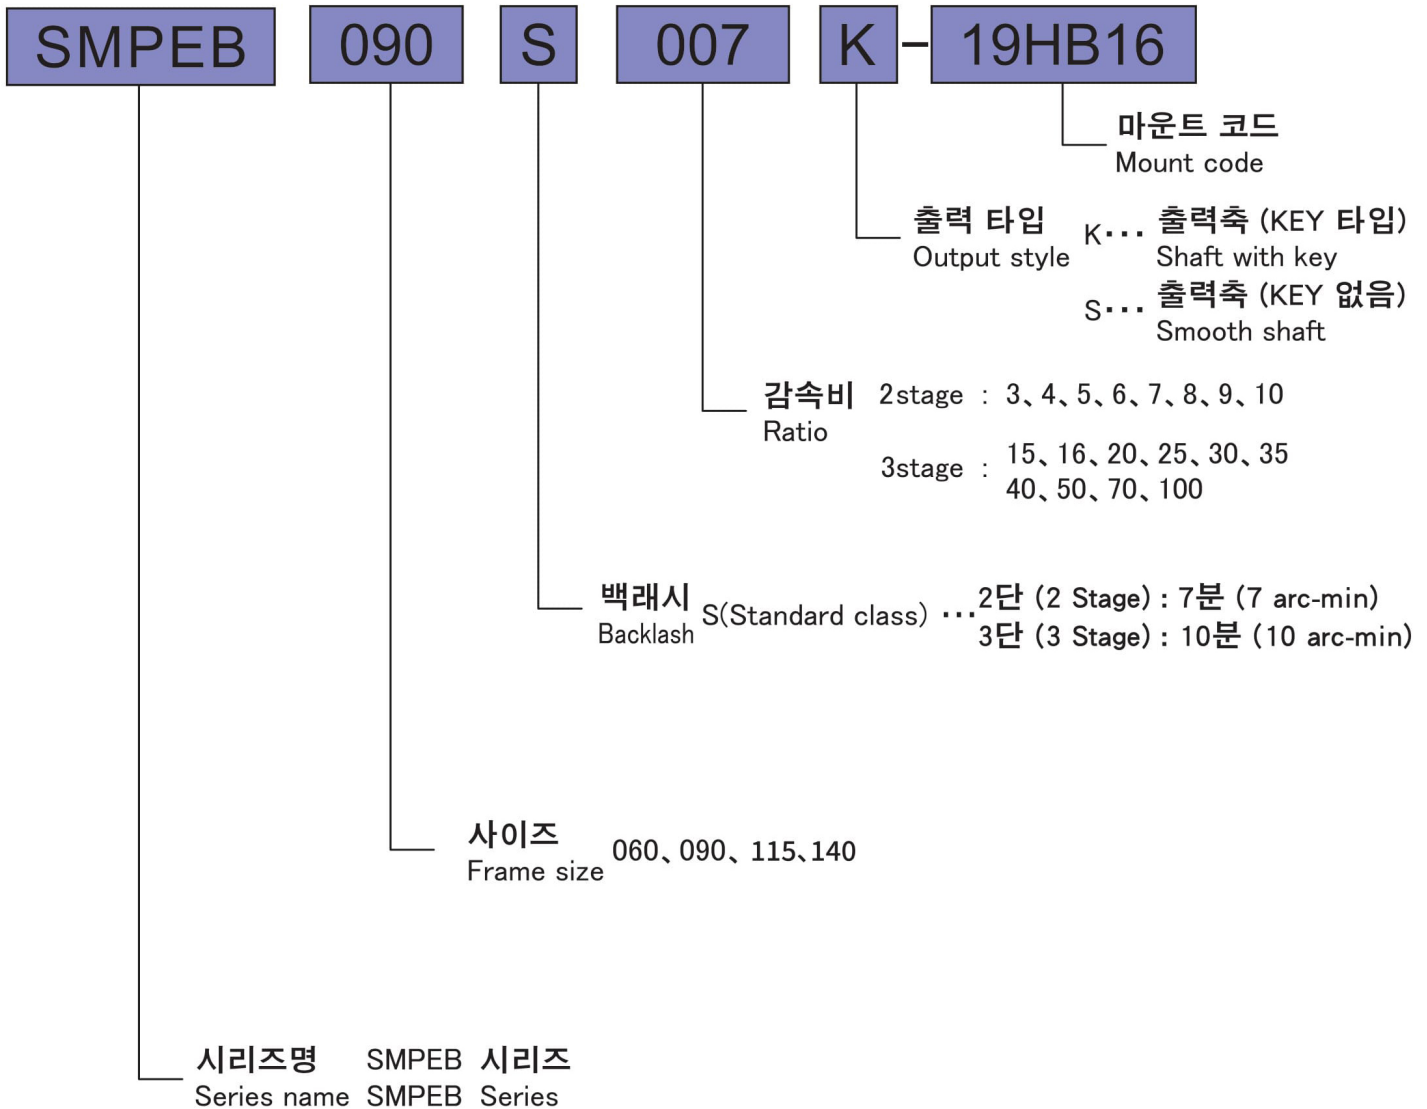 SMPEB 090 S 007 K - 19HB16
마운트 코드
Mount code
출력 타입 K··· 출력축 (KEY 타입)
Output style Shaft with key
S··· 출력축 (KEY 없음)
Smooth shaft
감속비 2stage : 3、4、5、6、7、8、9、10
Ratio
3stage : 15、16、20、25、30、35
40、50、70、100
백래시 S(Standard class) ··· 2단 (2 Stage) : 7분 (7 arc-min)
Backlash 3단 (3 Stage) : 10분 (10 arc-min)
사이즈 060、090、115、140
Frame size
시리즈명 SMPEB 시리즈
Series name SMPEB Series